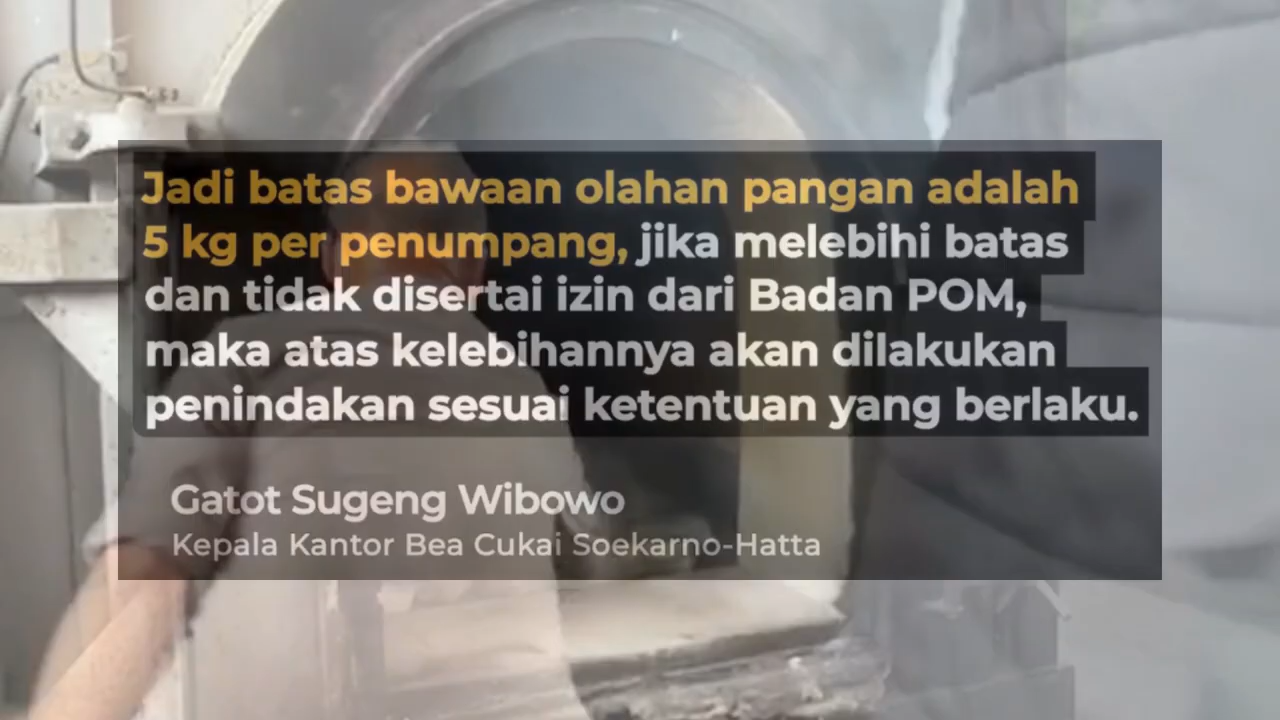 Jadi batas bawaan olahan pangan adalah
5 kg per penumpang, jika melebihi batas
dan tidak disertai izin dari Badan POM,
maka atas kelebihannya akan dilakukan
penindakan sesuai ketentuan yang berlaku.
Gatot Sugeng Wibowo
Kepala Kantor Bea Cukai Soekarno-Hatta